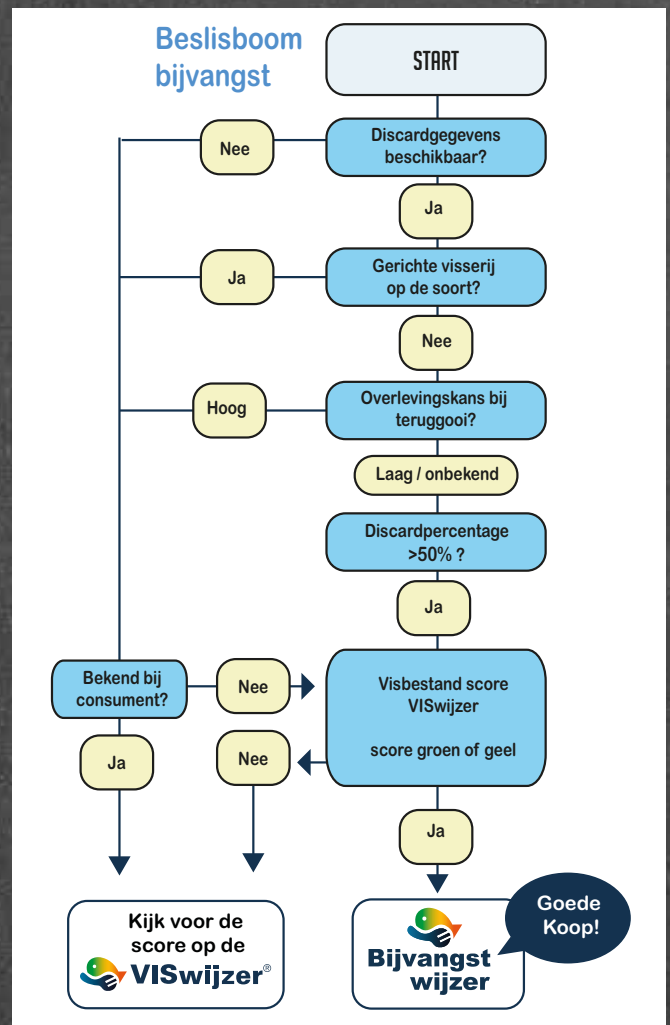 Beslisboom
bijvangst
START
Discardgegevens
beschikbaar?
Nee
Ja
Gerichte visserij
op de soort?
Ja
Nee
Overlevingskans bij
teruggooi?
Hoog
Laag / onbekend
Discardpercentage
>50% ?
Ja
Bekend bij
consument?
Nee
Visbestand score
VISwijzer
score groen of geel
Ja
Nee
Ja
Kijk voor de
score op de
VISwijzer®
Bijvangst
wijzer
Goede
Koop!